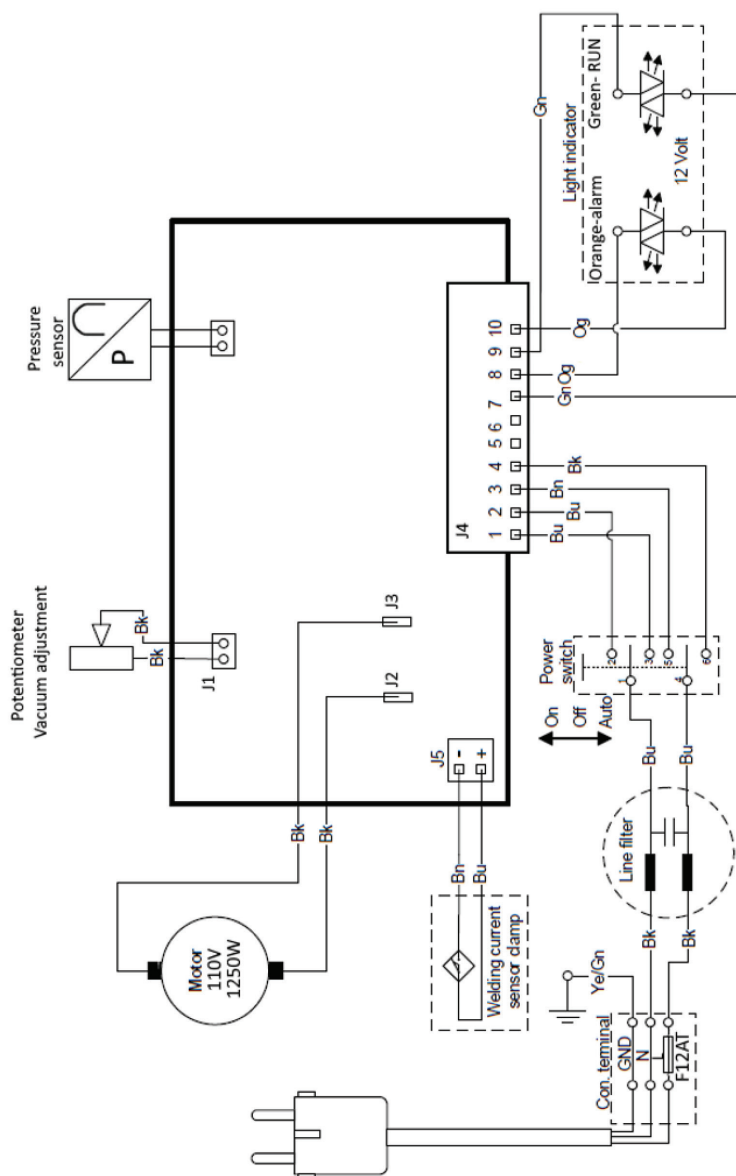 Pressure
sensor
P
Potentiometer
Vacuum adjustment
Bk
Bk
J1
J3
J2
Bk
Bk
Motor
110V
1250W
J5
-
+
Bn
Bu
Welding current
sensor clamp
J4
1 2 3 4 5 6 7 8 9 10
Bu
Bu
Bn
Bk
Gn
Og
Og
Gn
Light indicator
Orange-alarm
Green- RUN
12 Volt
Power
switch
On
Off
Auto
1
2
3
4
5
6
Bu
Bu
Line filter
Bk
Bk
Ye/Gn
Con. terminal
GND
N
F12AT